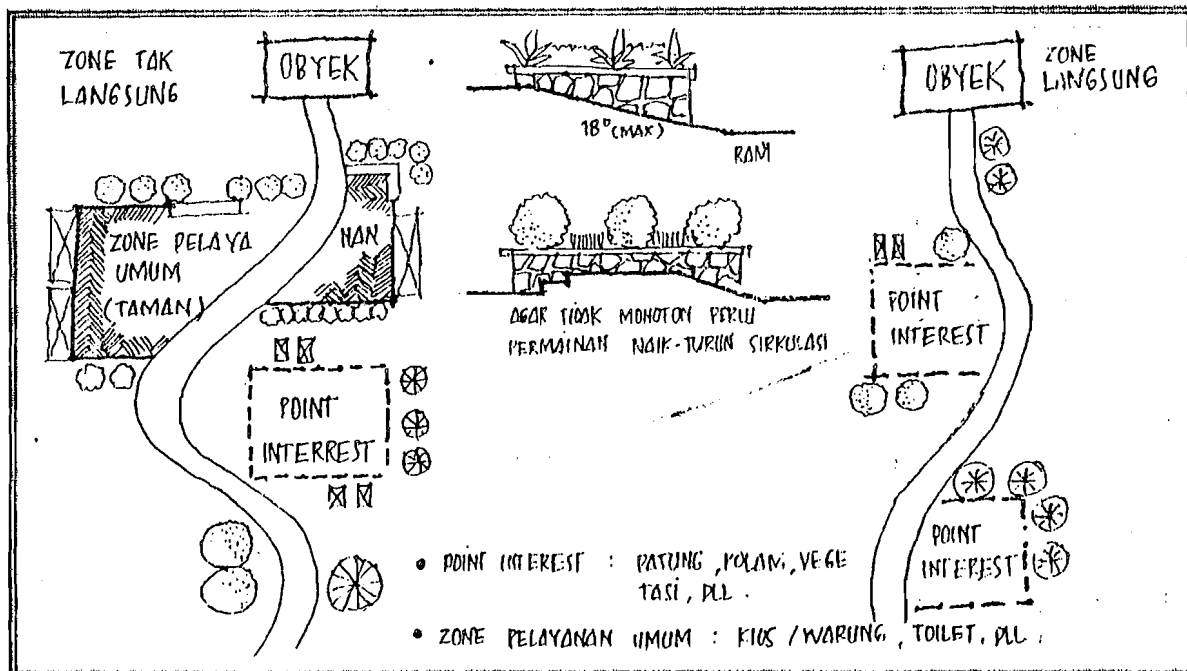 ZONE TAK
LANGSUNG
OBYEK
ZONE PELAYA
UMUM
(TAMAN)
NAN
POINT
INTERREST
18° (MAX)
RAM
AGAR TIDAK MONOTON PERLU
PERMAINAN NAIK-TURUN SIRKULASI
OBYEK
ZONE
LANGSUNG
POINT
INTEREST
POINT
INTEREST
• POINT INTEREST : PATUNG, KOLAM, VEGE
TASI, DLL.
• ZONE PELAYANAN UMUM : KIOS / WARUNG, TOILET, DLL.